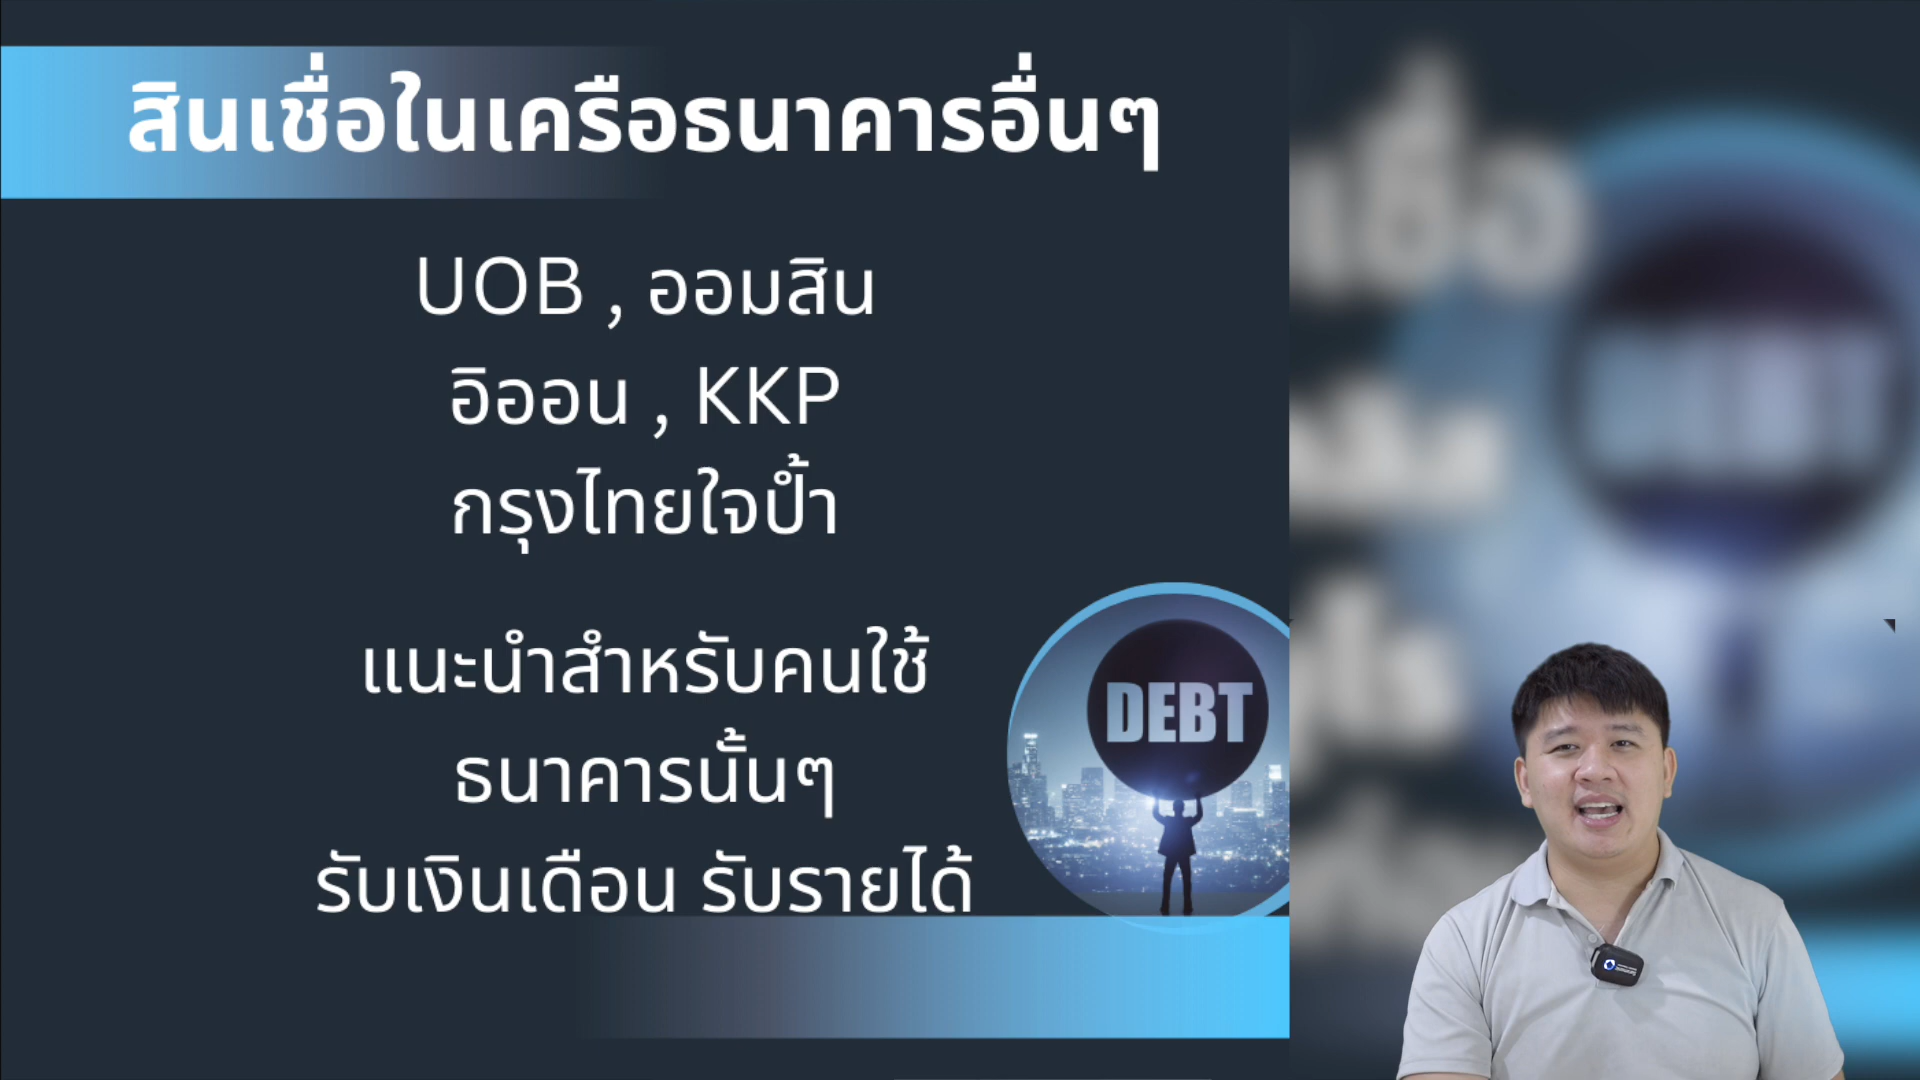 สินเชื่อในเครือธนาคารอื่นๆ
UOB , ออมสิน
อิออน , KKP
กรุงไทยใจป้ำ
แนะนำสำหรับคนใช้
ธนาคารนั้นๆ
รับเงินเดือน รับรายได้
DEBT